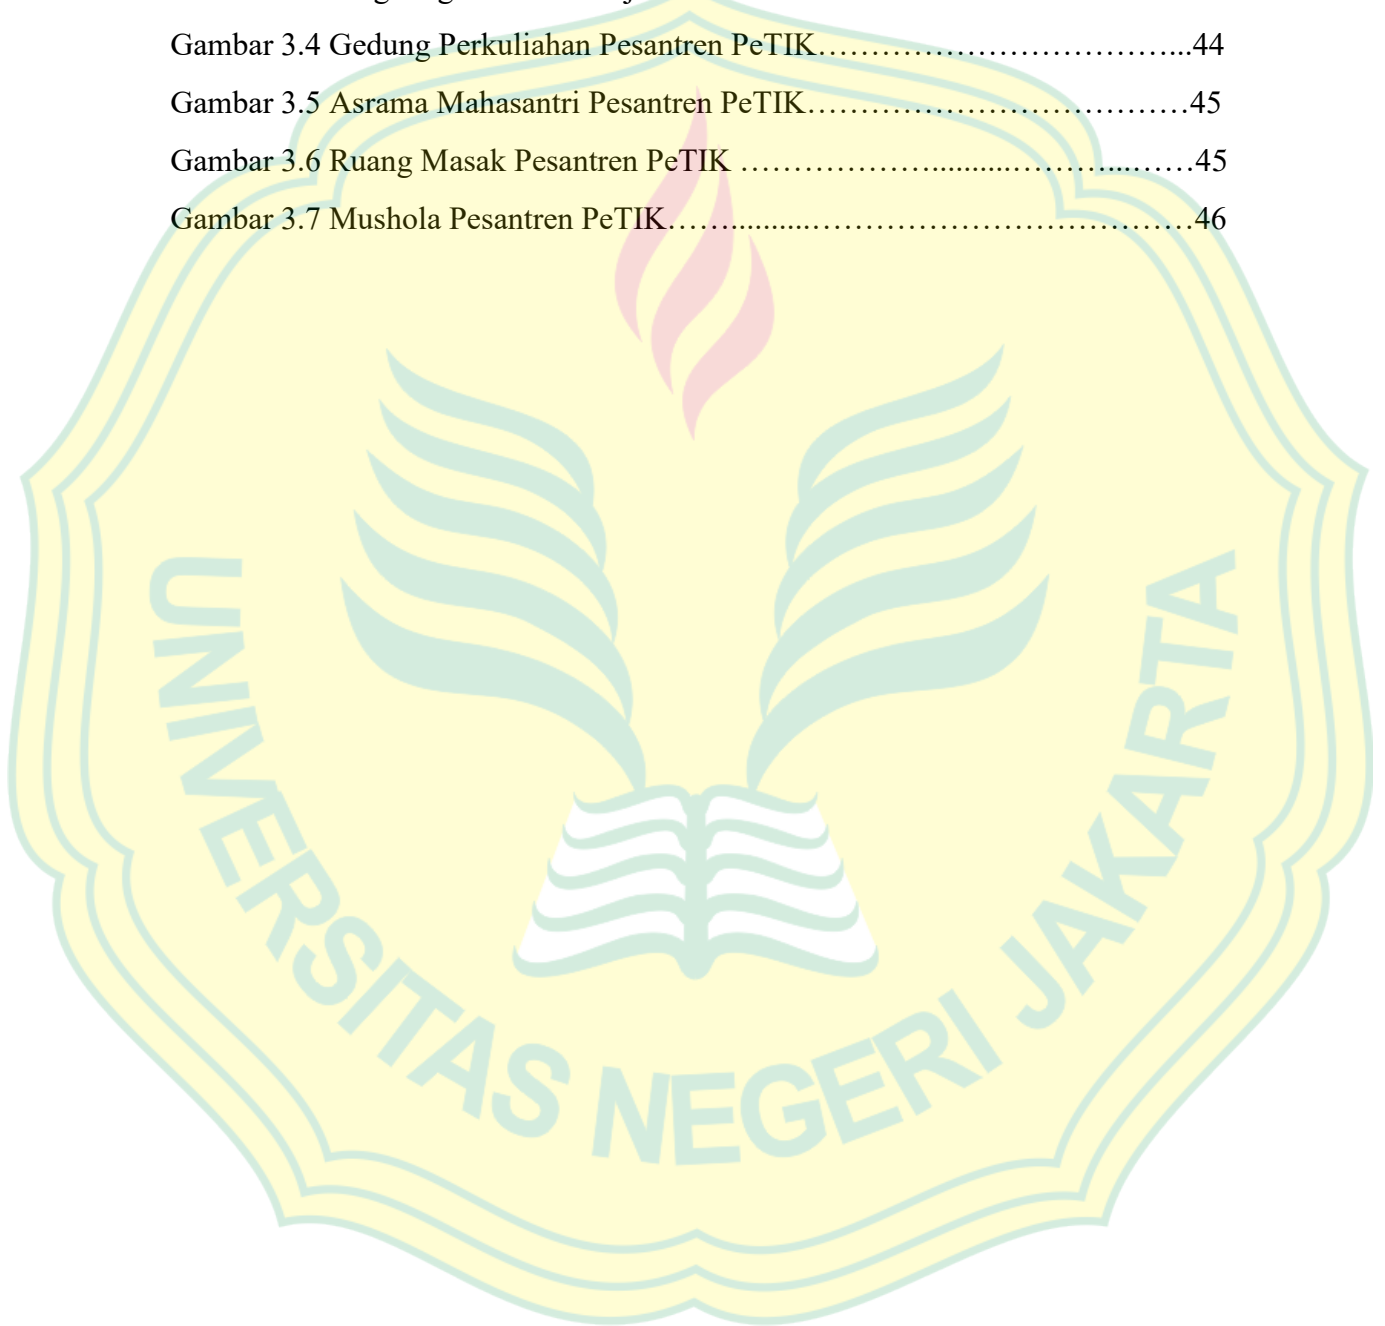 Gambar 3.4 Gedung Perkuliahan Pesantren PeTIK…………………………………...44
Gambar 3.5 Asrama Mahasantri Pesantren PeTIK……………………………………45
Gambar 3.6 Ruang Masak Pesantren PeTIK ………………….........…………...……45
Gambar 3.7 Mushola Pesantren PeTIK……..........……………………………………46
UNIVERSITAS NEGERI JAKARTA